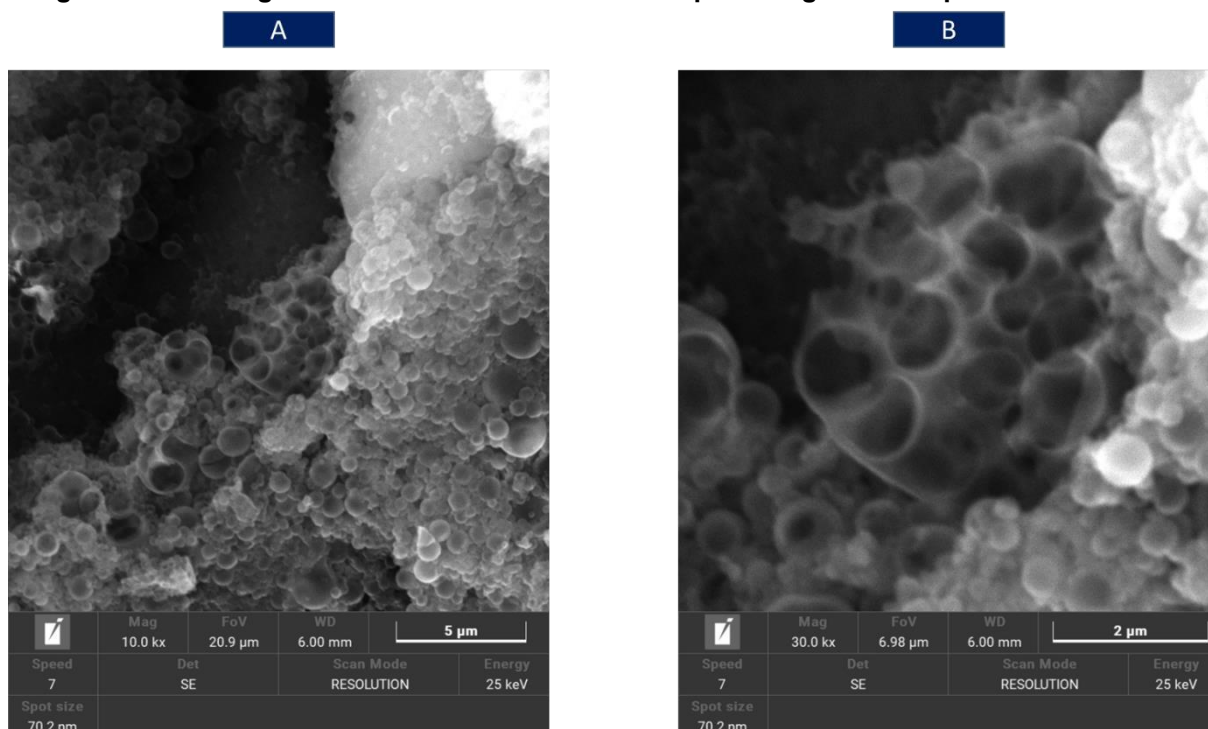 A
B
Mag
FoV
WD
10.0 kx
20.9 µm
6.00 mm
5 µm
Speed
Det
Scan Mode
Energy
7
SE
RESOLUTION
25 keV
Spot size
70.2 nm
Mag
FoV
WD
30.0 kx
6.98 µm
6.00 mm
2 µm
Speed
Det
Scan Mode
Energy
7
SE
RESOLUTION
25 keV
Spot size
70.2 nm